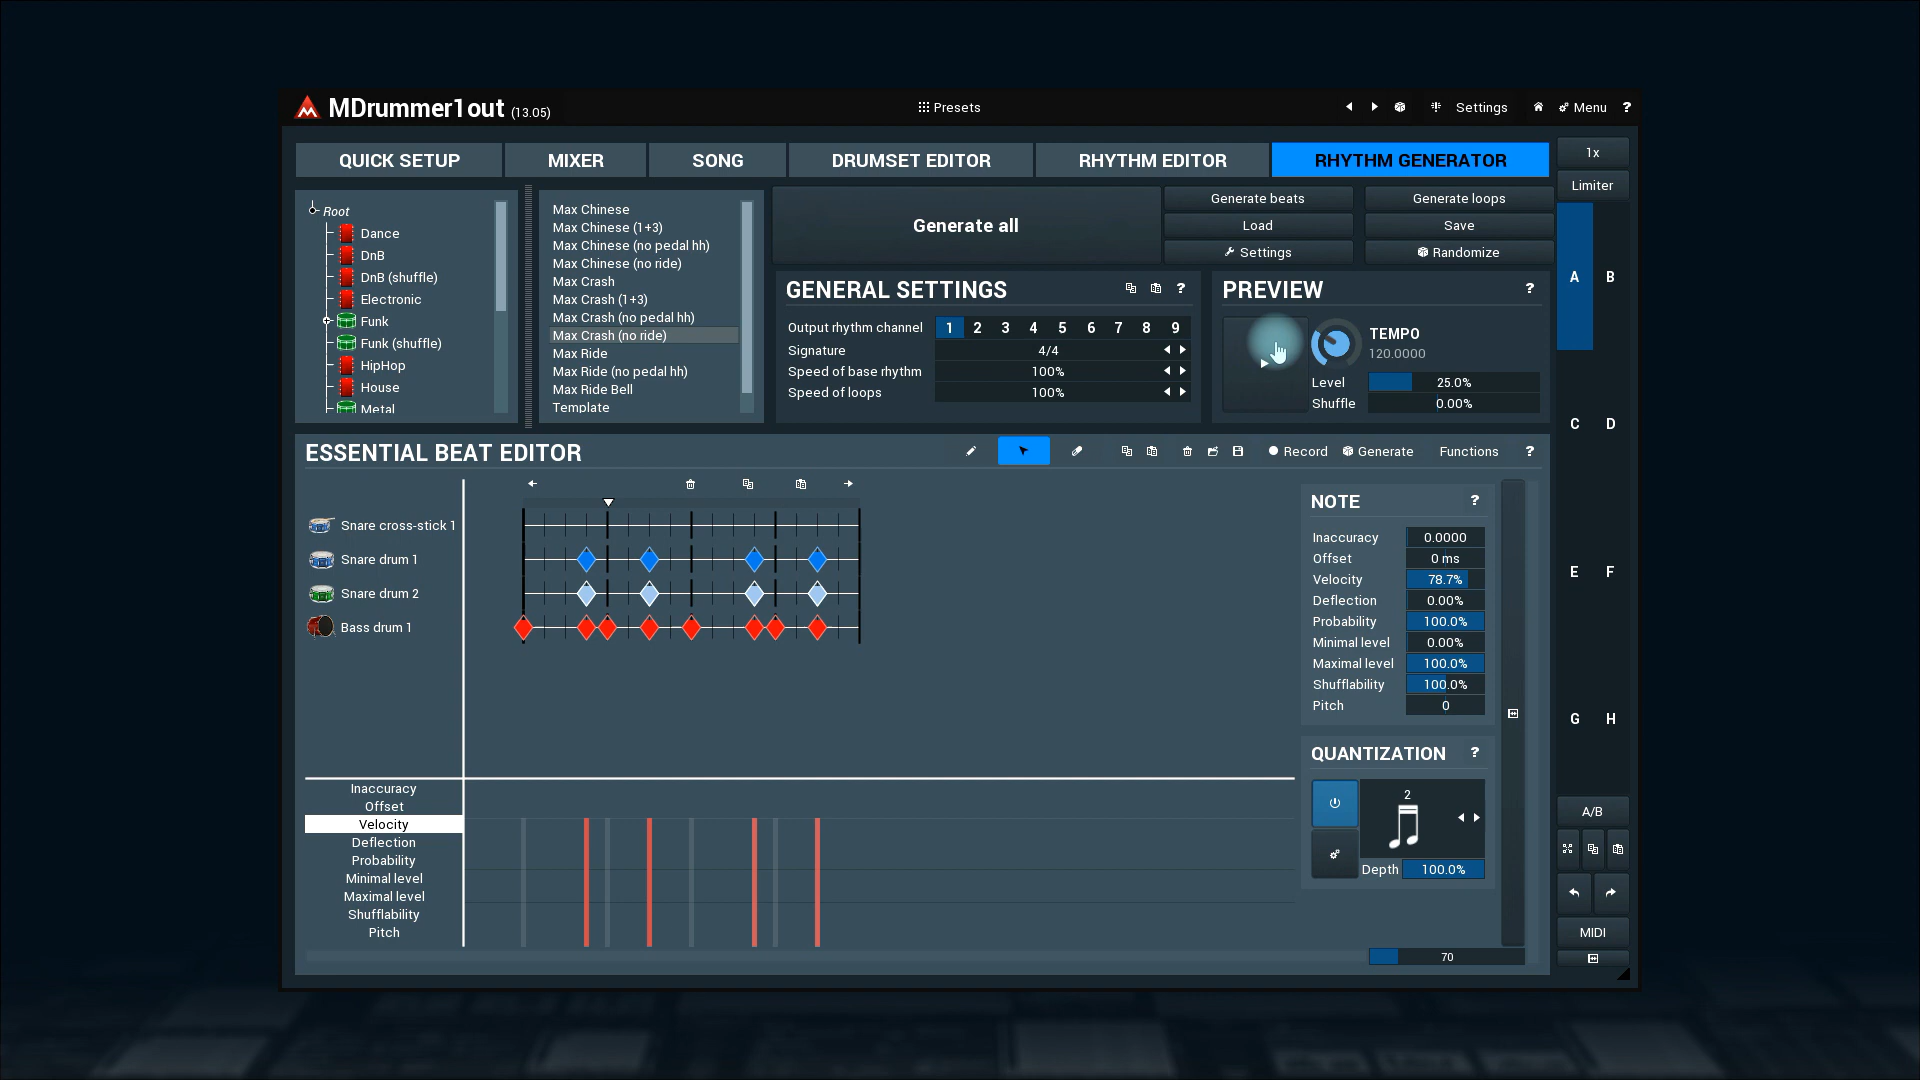 MDrummer1out (13.05)
Presets
Settings
Menu ?
QUICK SETUP
MIXER
SONG
DRUMSET EDITOR
RHYTHM EDITOR
RHYTHM GENERATOR
Root
Dance
DnB
DnB (shuffle)
Electronic
Funk
Funk (shuffle)
HipHop
House
Metal
Max Chinese
Max Chinese (1+3)
Max Chinese (no pedal hh)
Max Chinese (no ride)
Max Crash
Max Crash (1+3)
Max Crash (no pedal hh)
Max Crash (no ride)
Max Ride
Max Ride (no pedal hh)
Max Ride Bell
Template
Generate all
Generate beats
Generate loops
Load
Save
Settings
Randomize
GENERAL SETTINGS ?
Output rhythm channel 1 2 3 4 5 6 7 8 9
Signature 4/4
Speed of base rhythm 100%
Speed of loops 100%
PREVIEW ?
TEMPO
120.0000
Level 25.0%
Shuffle 0.00%
ESSENTIAL BEAT EDITOR
Record
Generate
Functions ?
Snare cross-stick 1
Snare drum 1
Snare drum 2
Bass drum 1
Inaccuracy
Offset
Velocity
Deflection
Probability
Minimal level
Maximal level
Shufflability
Pitch
NOTE ?
Inaccuracy 0.0000
Offset 0 ms
Velocity 78.7%
Deflection 0.00%
Probability 100.0%
Minimal level 0.00%
Maximal level 100.0%
Shufflability 100.0%
Pitch 0
QUANTIZATION ?
2
Depth 100.0%
70
1x
Limiter
A B
C D
E F
G H
A/B
MIDI